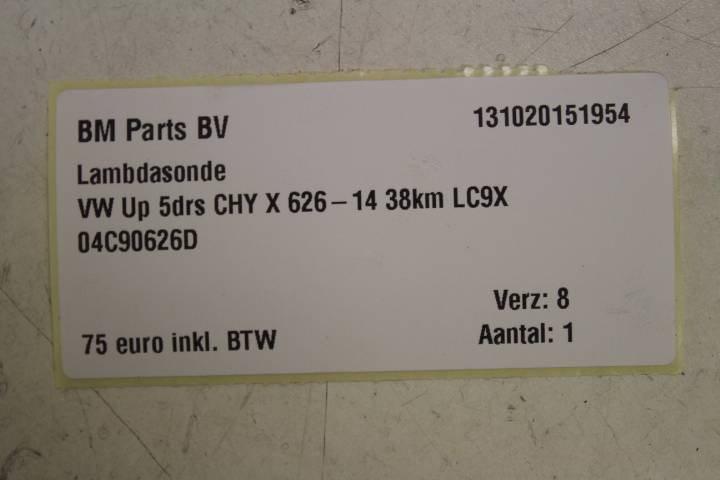 BM Parts BV 131020151954
Lambdasonde
VW Up 5drs CHY X 626-14 38km LC9X
04C90626D
Verz: 8
75 euro inkl. BTW Aantal: 1